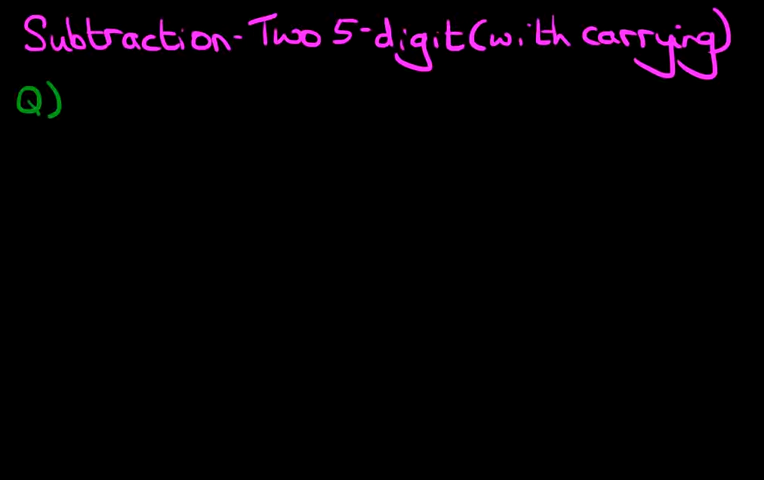 Subtraction - Two 5-digit (with carrying)
Q)